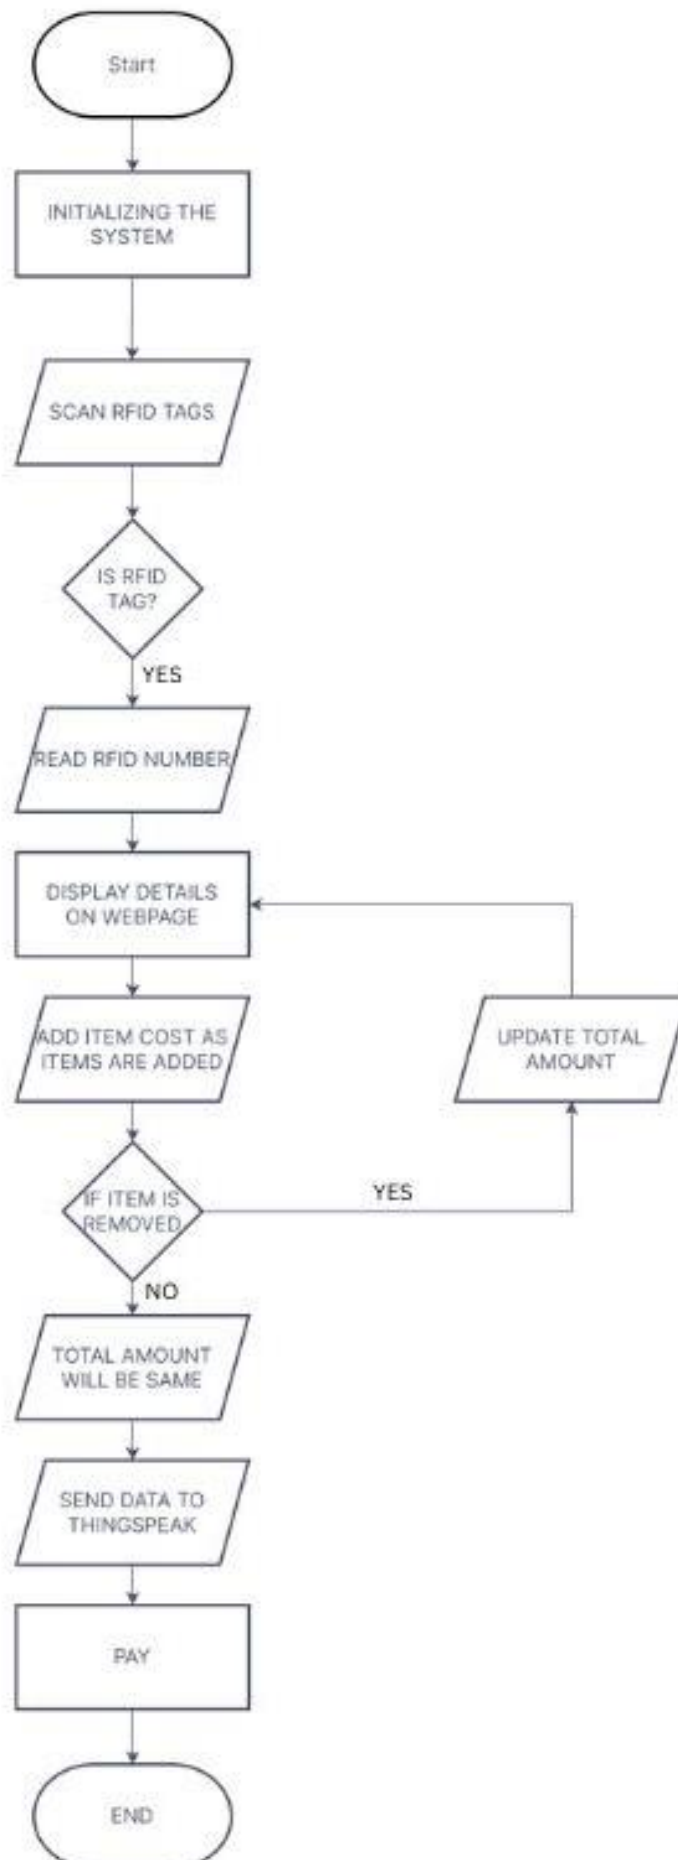 Start
INITIALIZING THE
SYSTEM
SCAN RFID TAGS
IS RFID
TAG?
YES
READ RFID NUMBER
DISPLAY DETAILS
ON WEBPAGE
ADD ITEM COST AS
ITEMS ARE ADDED
UPDATE TOTAL
AMOUNT
IF ITEM IS
REMOVED
YES
NO
TOTAL AMOUNT
WILL BE SAME
SEND DATA TO
THINGSPEAK
PAY
END